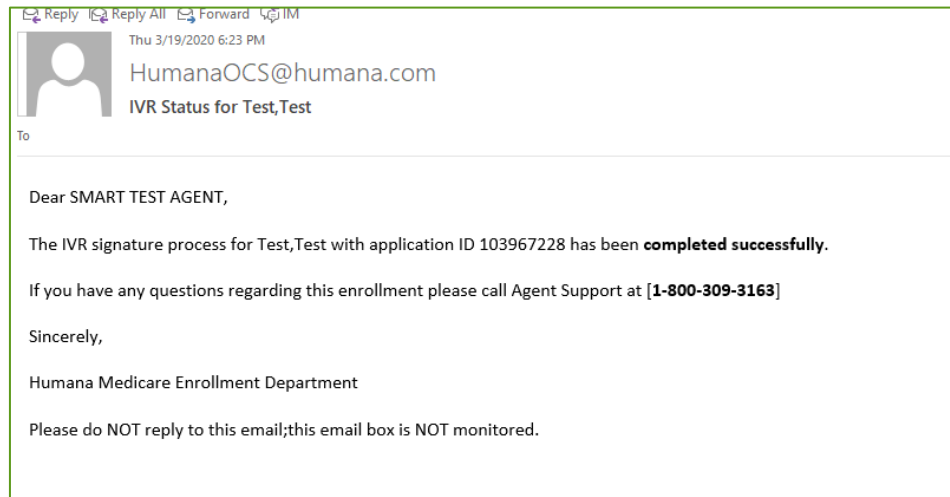 Reply Reply All Forward IM
Thu 3/19/2020 6:23 PM
HumanaOCS@humana.com
IVR Status for Test,Test
To
Dear SMART TEST AGENT,
The IVR signature process for Test,Test with application ID 103967228 has been completed successfully.
If you have any questions regarding this enrollment please call Agent Support at [1-800-309-3163]
Sincerely,
Humana Medicare Enrollment Department
Please do NOT reply to this email;this email box is NOT monitored.